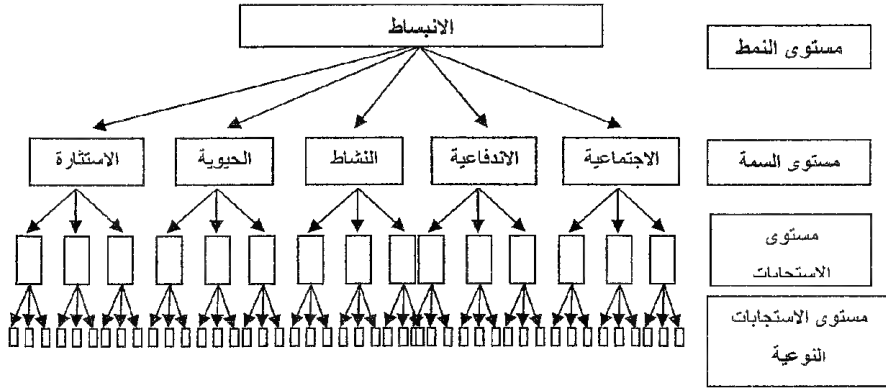 الانبساط
مستوى النمط
الاجتماعية
الاندفاعية
النشاط
الحيوية
الاستثارة
مستوى السمة
مستوى
الاستجابات
مستوى الاستجابات
النوعية